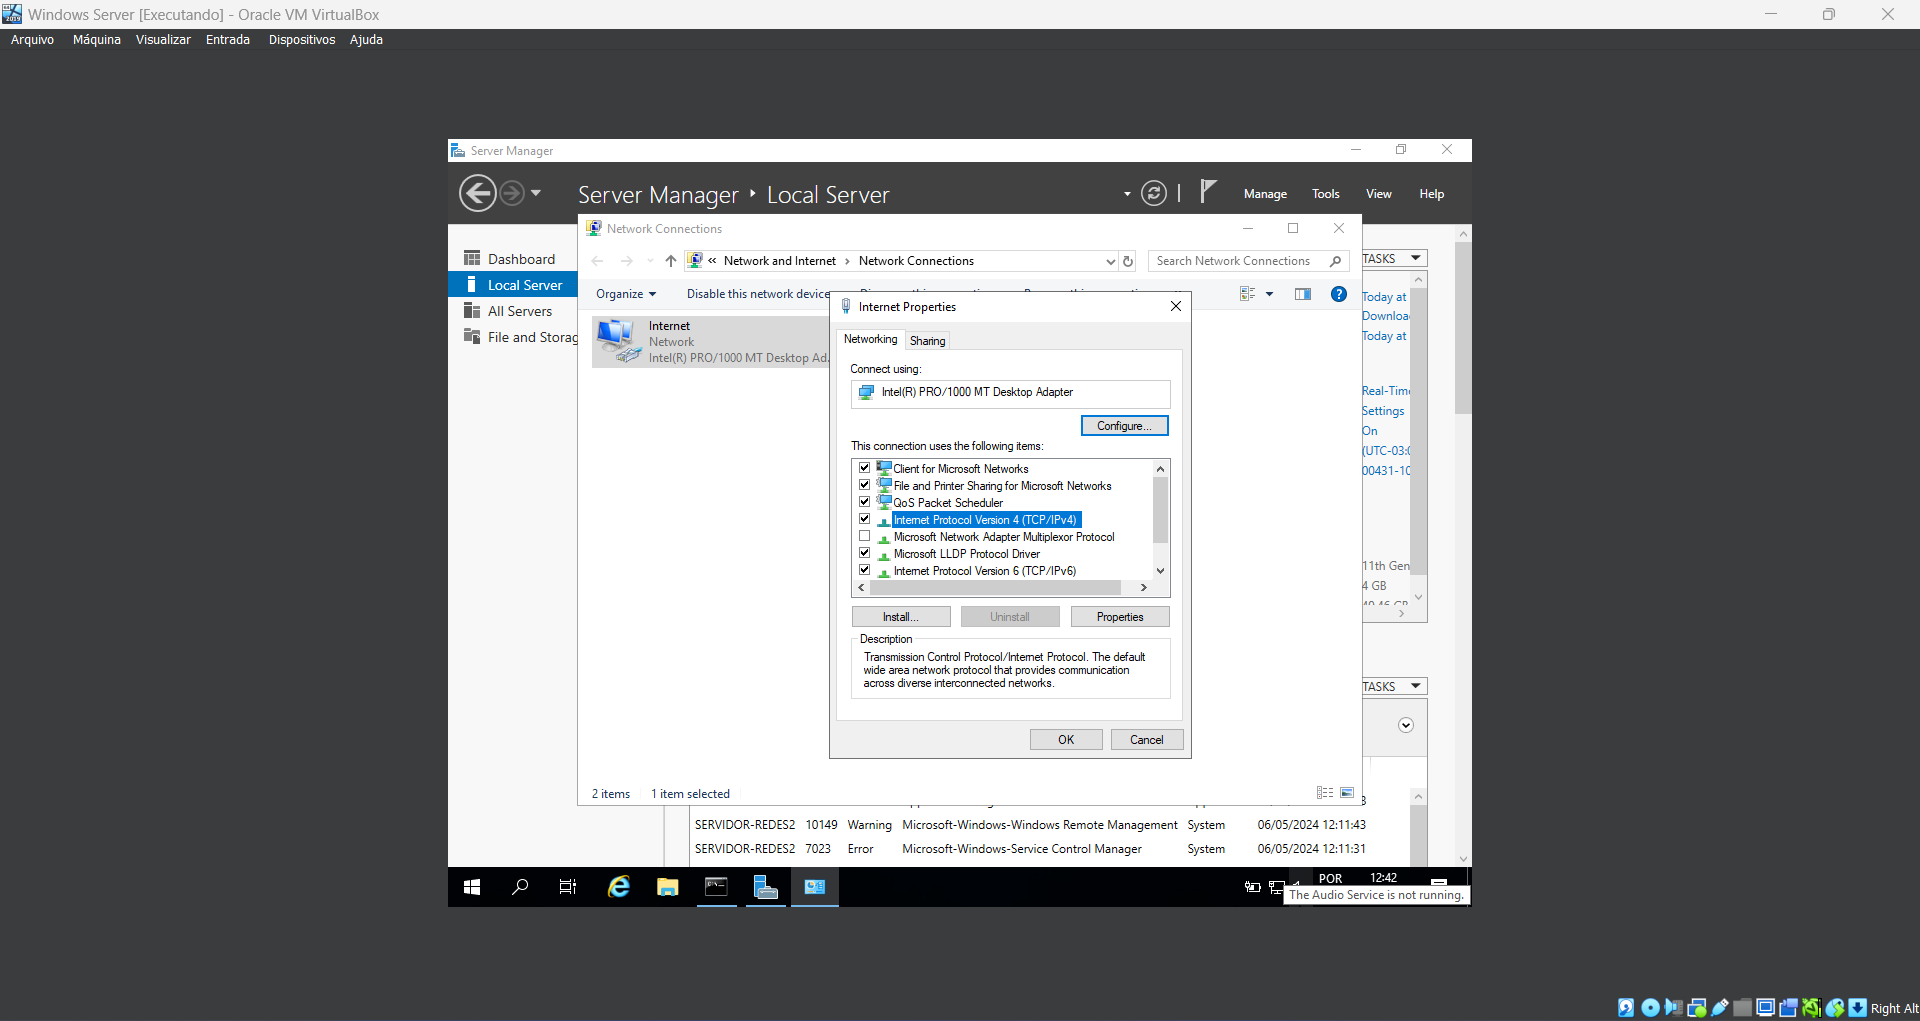 Windows Server [Executando] - Oracle VM VirtualBox
Arquivo Máquina Visualizar Entrada Dispositivos Ajuda
Server Manager
Server Manager Local Server
Manage Tools View Help
Network Connections
Dashboard
Local Server
All Servers
File and Storag
« Network and Internet › Network Connections
Search Network Connections
Organize
Disable this network device
Internet
Network
Intel(R) PRO/1000 MT Desktop Ad.
Internet Properties
Networking Sharing
Connect using:
Intel(R) PRO/1000 MT Desktop Adapter
Configure...
This connection uses the following items:
Client for Microsoft Networks
File and Printer Sharing for Microsoft Networks
QoS Packet Scheduler
Internet Protocol Version 4 (TCP/IPv4)
Microsoft Network Adapter Multiplexor Protocol
Microsoft LLDP Protocol Driver
Internet Protocol Version 6 (TCP/IPv6)
Install... Uninstall Properties
Description
Transmission Control Protocol/Internet Protocol. The default
wide area network protocol that provides communication
across diverse interconnected networks.
OK Cancel
TASKS
Today at
Downloa
Today at
Real-Time
Settings
On
(UTC-03:0
00431-10
11th Gen
4 GB
TASKS
2 items 1 item selected
SERVIDOR-REDES2 10149 Warning Microsoft-Windows-Windows Remote Management System 06/05/2024 12:11:43
SERVIDOR-REDES2 7023 Error Microsoft-Windows-Service Control Manager System 06/05/2024 12:11:31
POR 12:42
The Audio Service is not running.
Right Alt